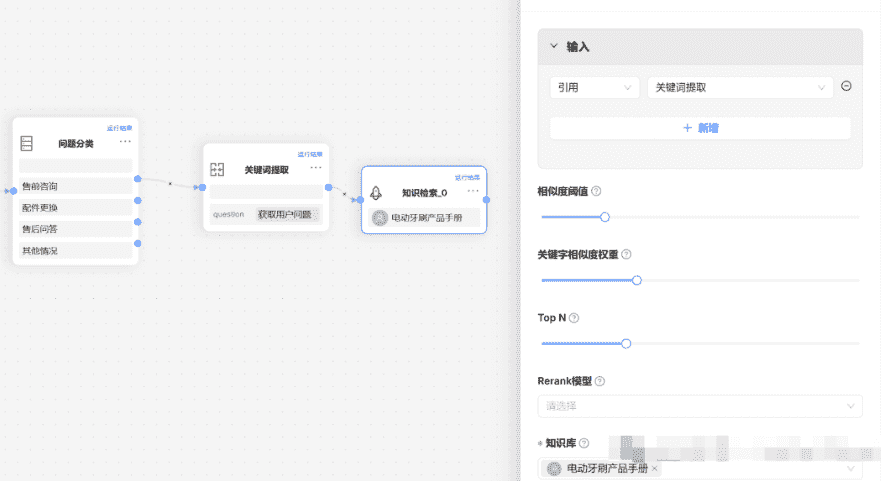 运行结果
问题分类
售前咨询
配件更换
售后问答
其他情况
运行结果
关键词提取
question 获取用户问题
运行结果
知识检索_0
电动牙刷产品手册
输入
引用 关键词提取
+ 新增
相似度阈值
关键字相似度权重
Top N
Rerank模型
请选择
* 知识库
电动牙刷产品手册 ×